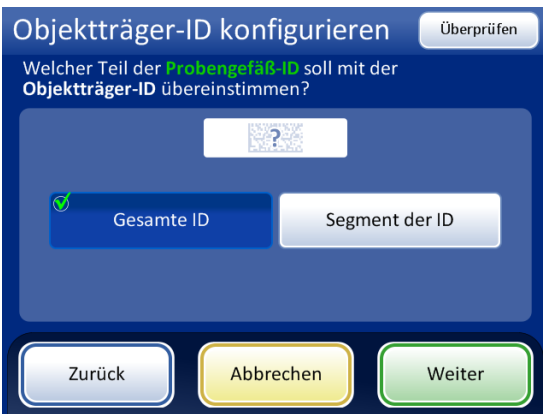 Objektträger-ID konfigurieren
Überprüfen
Welcher Teil der Probengefäß-ID soll mit der
Objektträger-ID übereinstimmen?
?
Gesamte ID
Segment der ID
Zurück
Abbrechen
Weiter